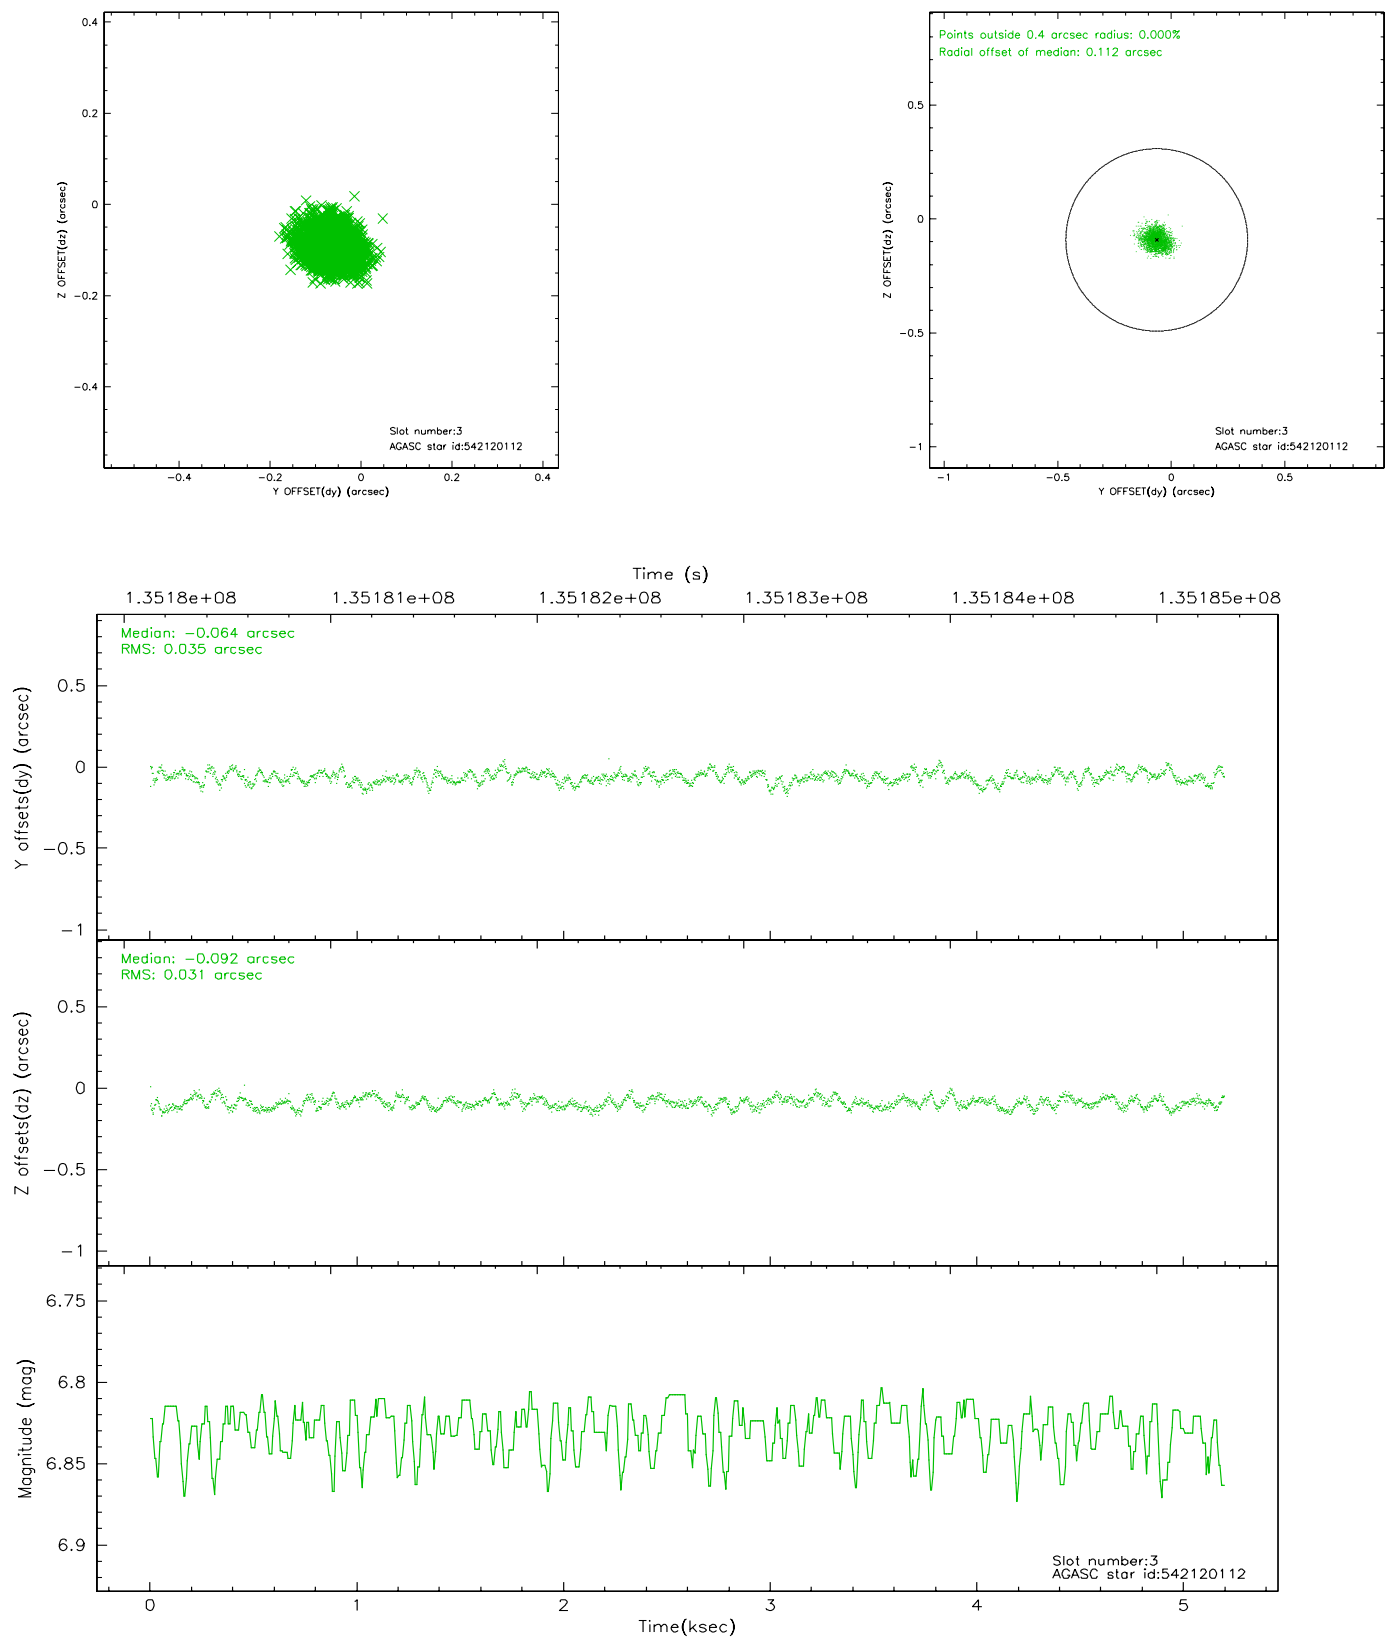 0.4
0.2
0
−0.2
−0.4
Z OFFSET(dz) (arcsec)
Slot number:3
AGASC star id:542120112
−0.4 −0.2 0 0.2 0.4
Y OFFSET(dy) (arcsec)
Points outside 0.4 arcsec radius: 0.000%
Radial offset of median: 0.112 arcsec
0.5
0
−0.5
−1
Z OFFSET(dz) (arcsec)
Slot number:3
AGASC star id:542120112
−1 −0.5 0 0.5
Y OFFSET(dy) (arcsec)
Time (s)
1.3518e+08 1.35181e+08 1.35182e+08 1.35183e+08 1.35184e+08 1.35185e+08
Median: −0.064 arcsec
RMS: 0.035 arcsec
0.5
0
−0.5
−1
Y offsets(dy) (arcsec)
Median: −0.092 arcsec
RMS: 0.031 arcsec
0.5
0
−0.5
−1
Z offsets(dz) (arcsec)
6.75
6.8
6.85
6.9
Magnitude (mag)
Slot number:3
AGASC star id:542120112
0 1 2 3 4 5
Time(ksec)